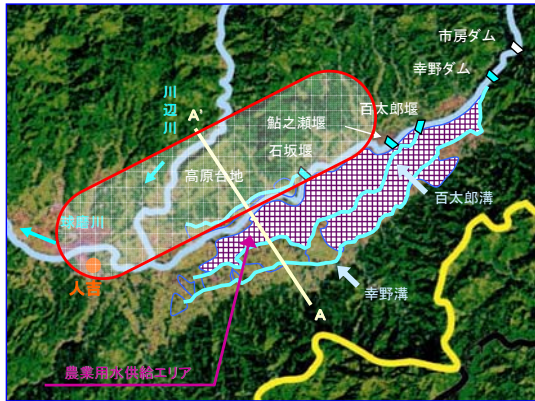 市房ダム
幸野ダム
川辺川
百太郎堰
A'
鮎之瀬堰
石坂堰
高原台地
百太郎溝
球磨川
人吉
幸野溝
A
農業用水供給エリア